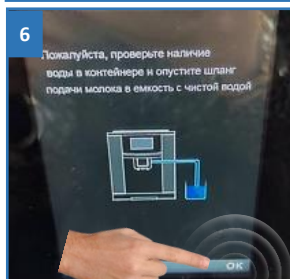 6
Пожалуйста, проверьте наличие
воды в контейнере и опустите шланг
подачи молока в емкость с чистой водой
OK